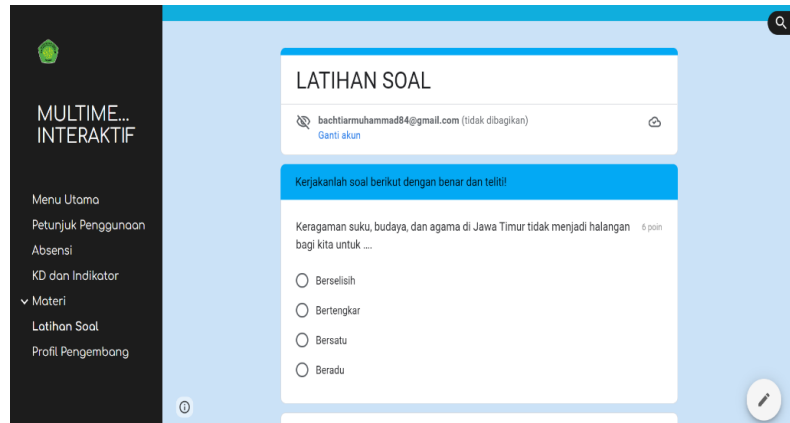 MULTIME...
INTERAKTIF
Menu Utama
Petunjuk Penggunaan
Absensi
KD dan Indikator
Materi
Latihan Soal
Profil Pengembang
LATIHAN SOAL
bachtiarmuhammad84@gmail.com (tidak dibagikan)
Ganti akun
Kerjakanlah soal berikut dengan benar dan teliti!
Keragaman suku, budaya, dan agama di Jawa Timur tidak menjadi halangan 6 poin
bagi kita untuk ....
Berselisih
Bertengkar
Bersatu
Beradu